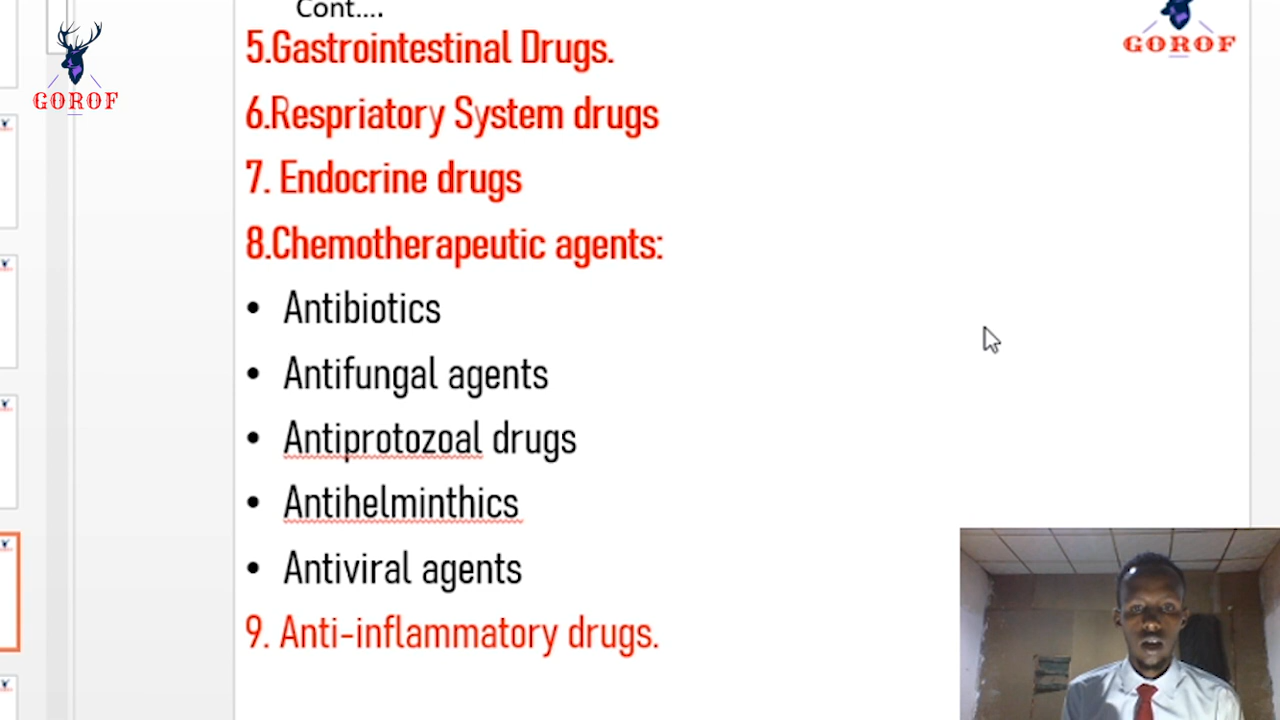 Cont....
GOROF
GOROF
5.Gastrointestinal Drugs.
6.Respriatory System drugs
7. Endocrine drugs
8.Chemotherapeutic agents:
• Antibiotics
• Antifungal agents
• Antiprotozoal drugs
• Antihelminthics
• Antiviral agents
9. Anti-inflammatory drugs.